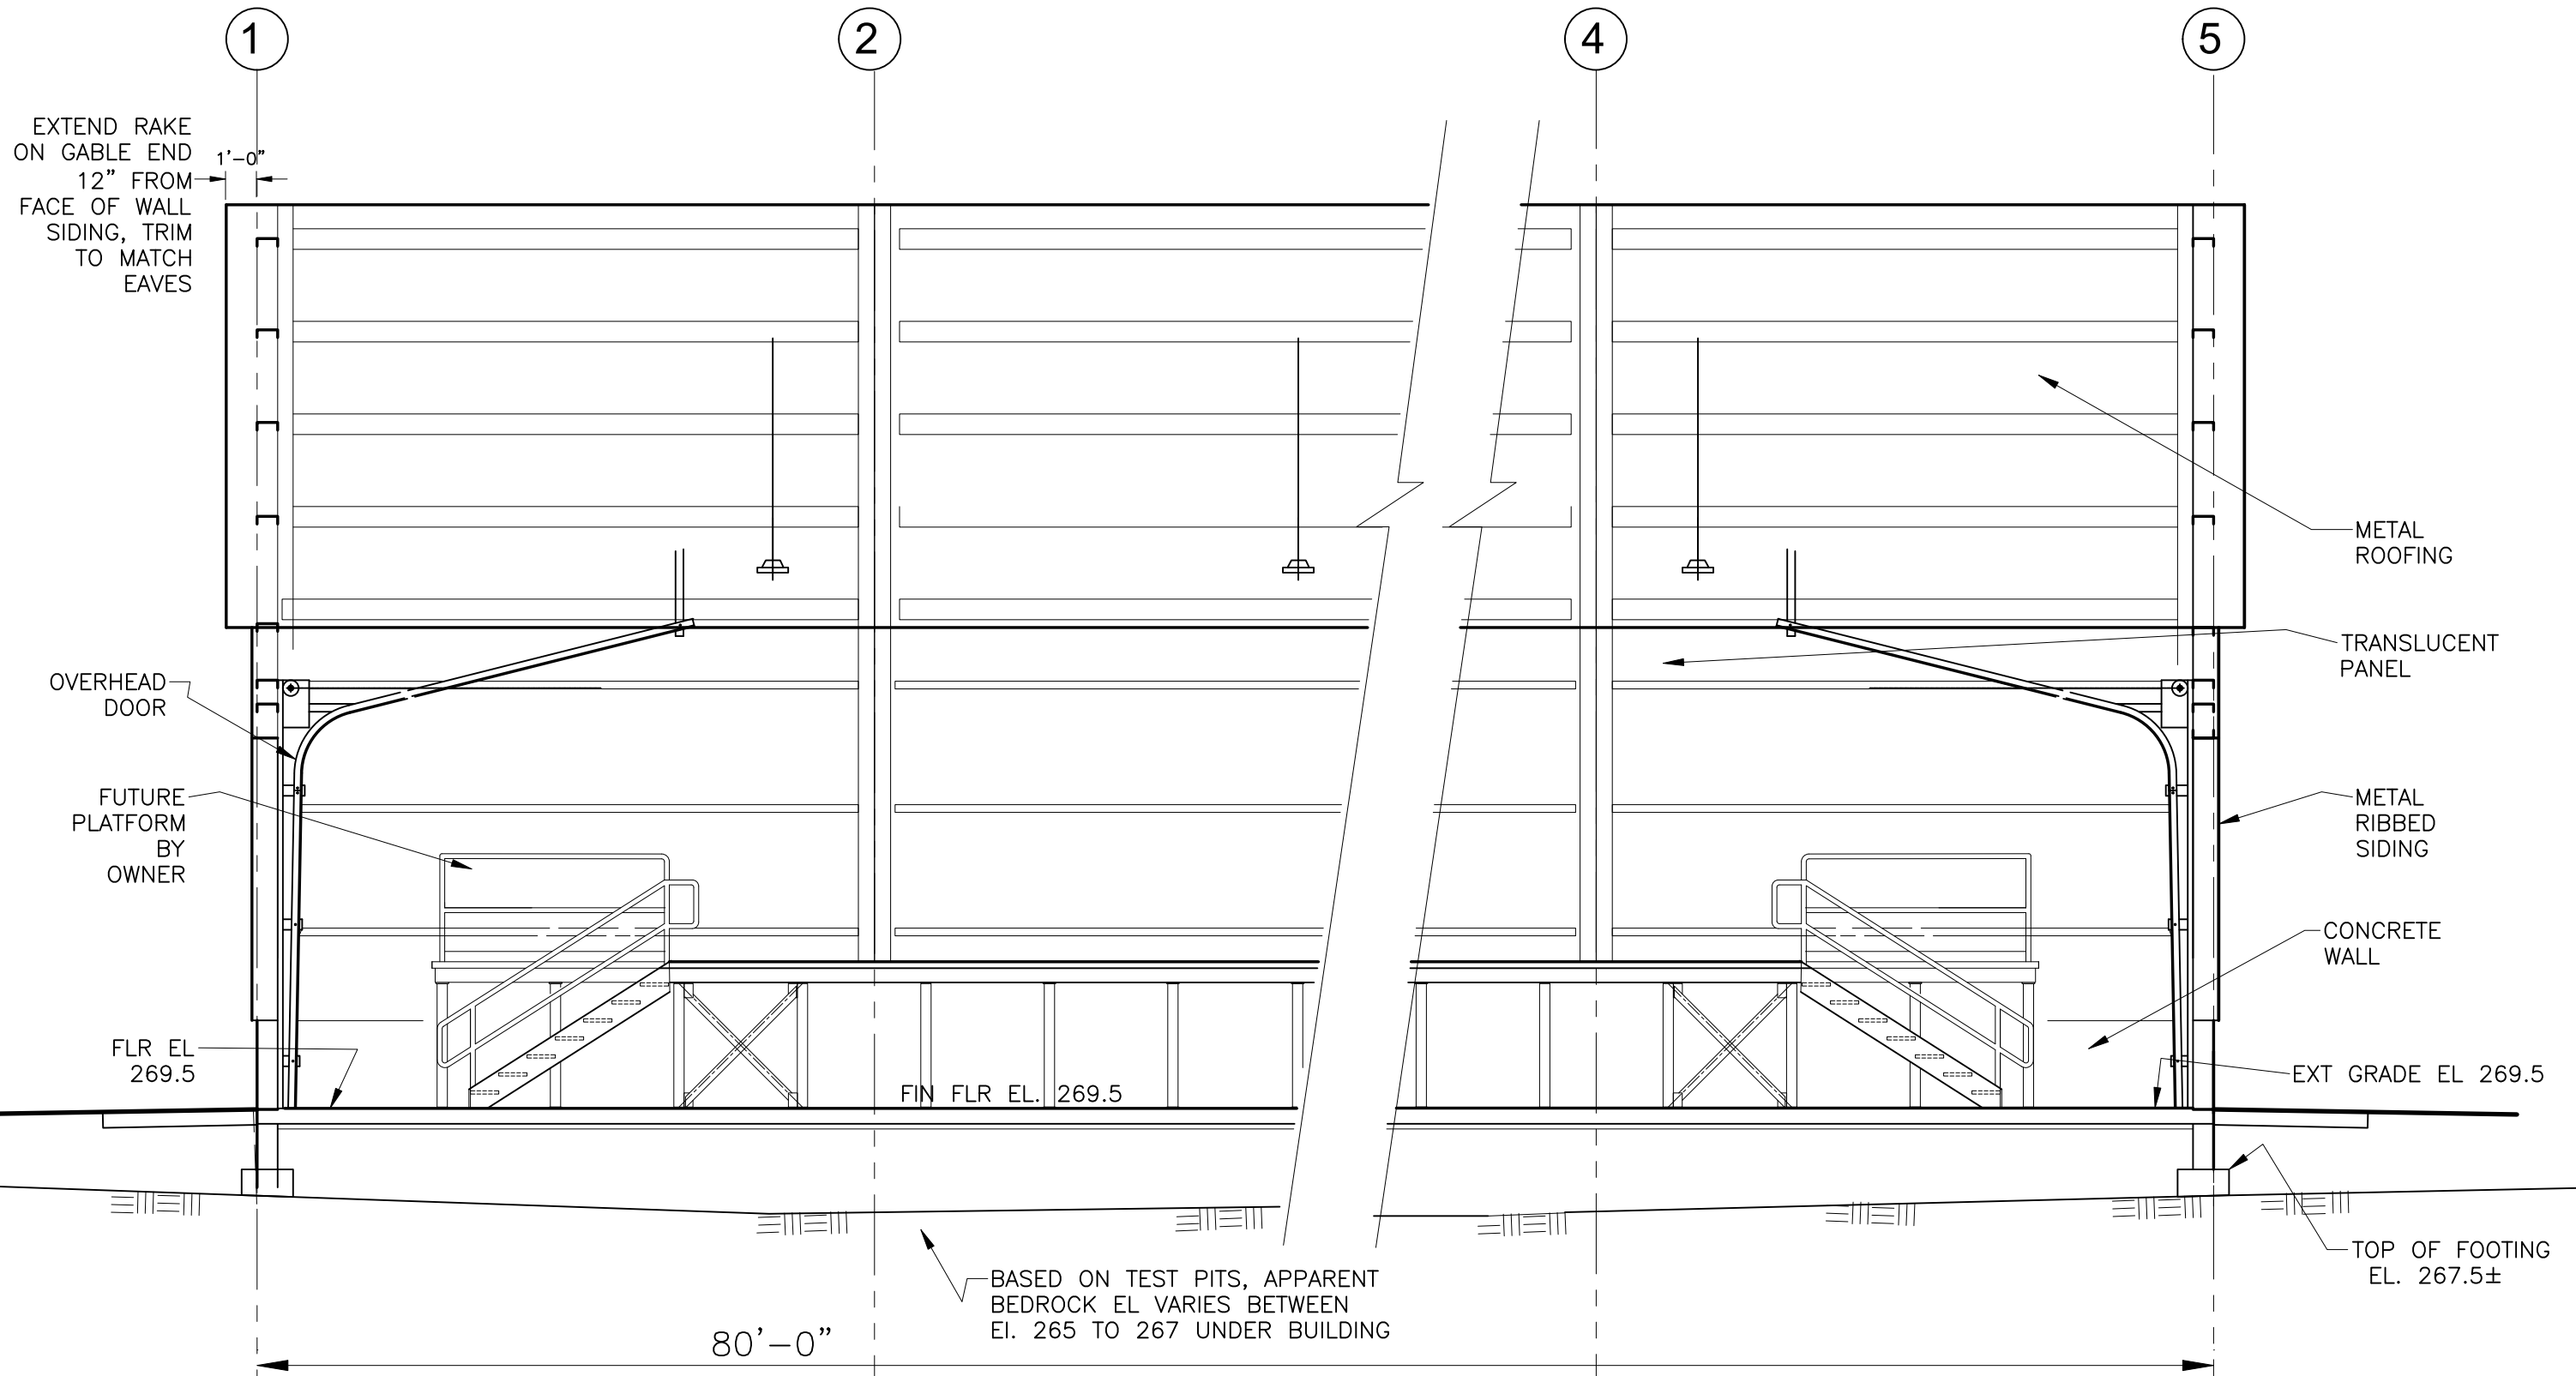 1
2
4
5
EXTEND RAKE
ON GABLE END
1'-0"
12" FROM
FACE OF WALL
SIDING, TRIM
TO MATCH
EAVES
METAL
ROOFING
TRANSLUCENT
PANEL
OVERHEAD
DOOR
FUTURE
PLATFORM
BY
OWNER
METAL
RIBBED
SIDING
CONCRETE
WALL
FLR EL
269.5
FIN FLR EL. 269.5
EXT GRADE EL 269.5
TOP OF FOOTING
EL. 267.5±
BASED ON TEST PITS, APPARENT
BEDROCK EL VARIES BETWEEN
El. 265 TO 267 UNDER BUILDING
80'-0"